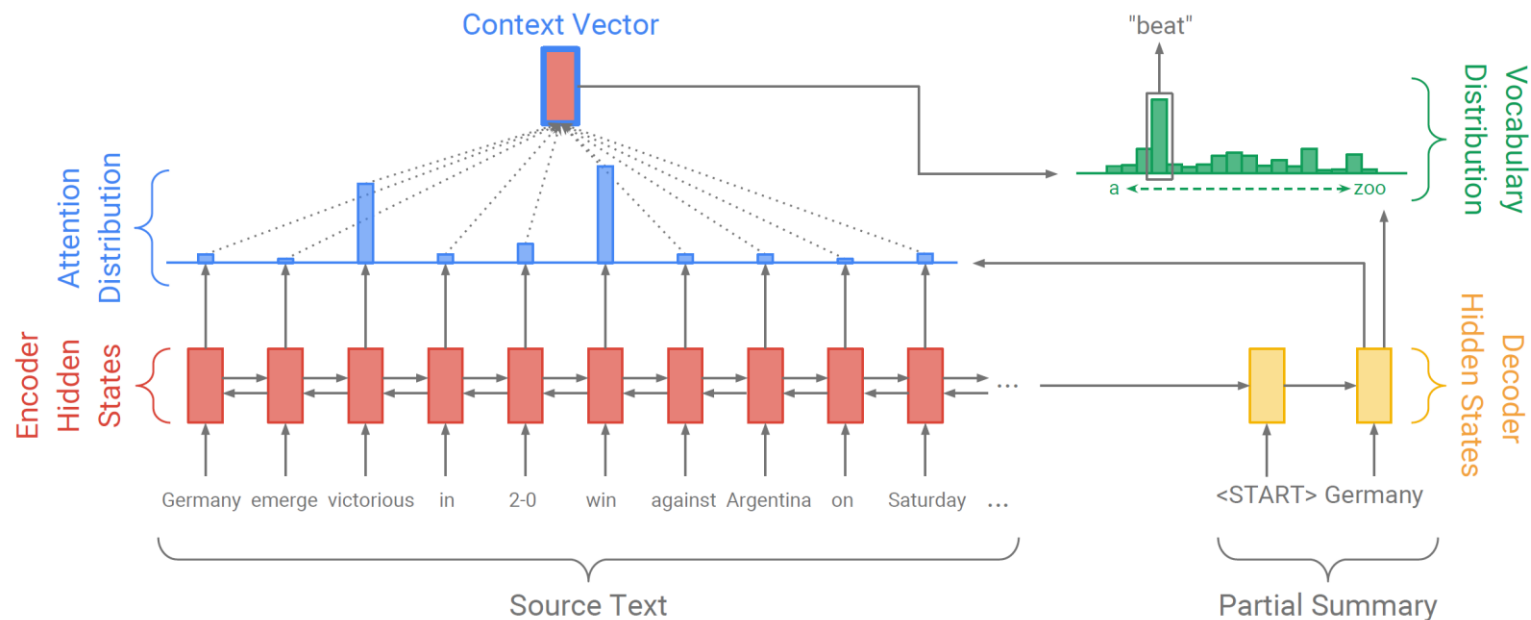 Context Vector
"beat"
Attention
Distribution
a
zoo
Vocabulary
Distribution
Encoder
Hidden
States
...
Decoder
Hidden States
Germany emerge victorious in 2-0 win against Argentina on Saturday ...
<START> Germany
Source Text
Partial Summary